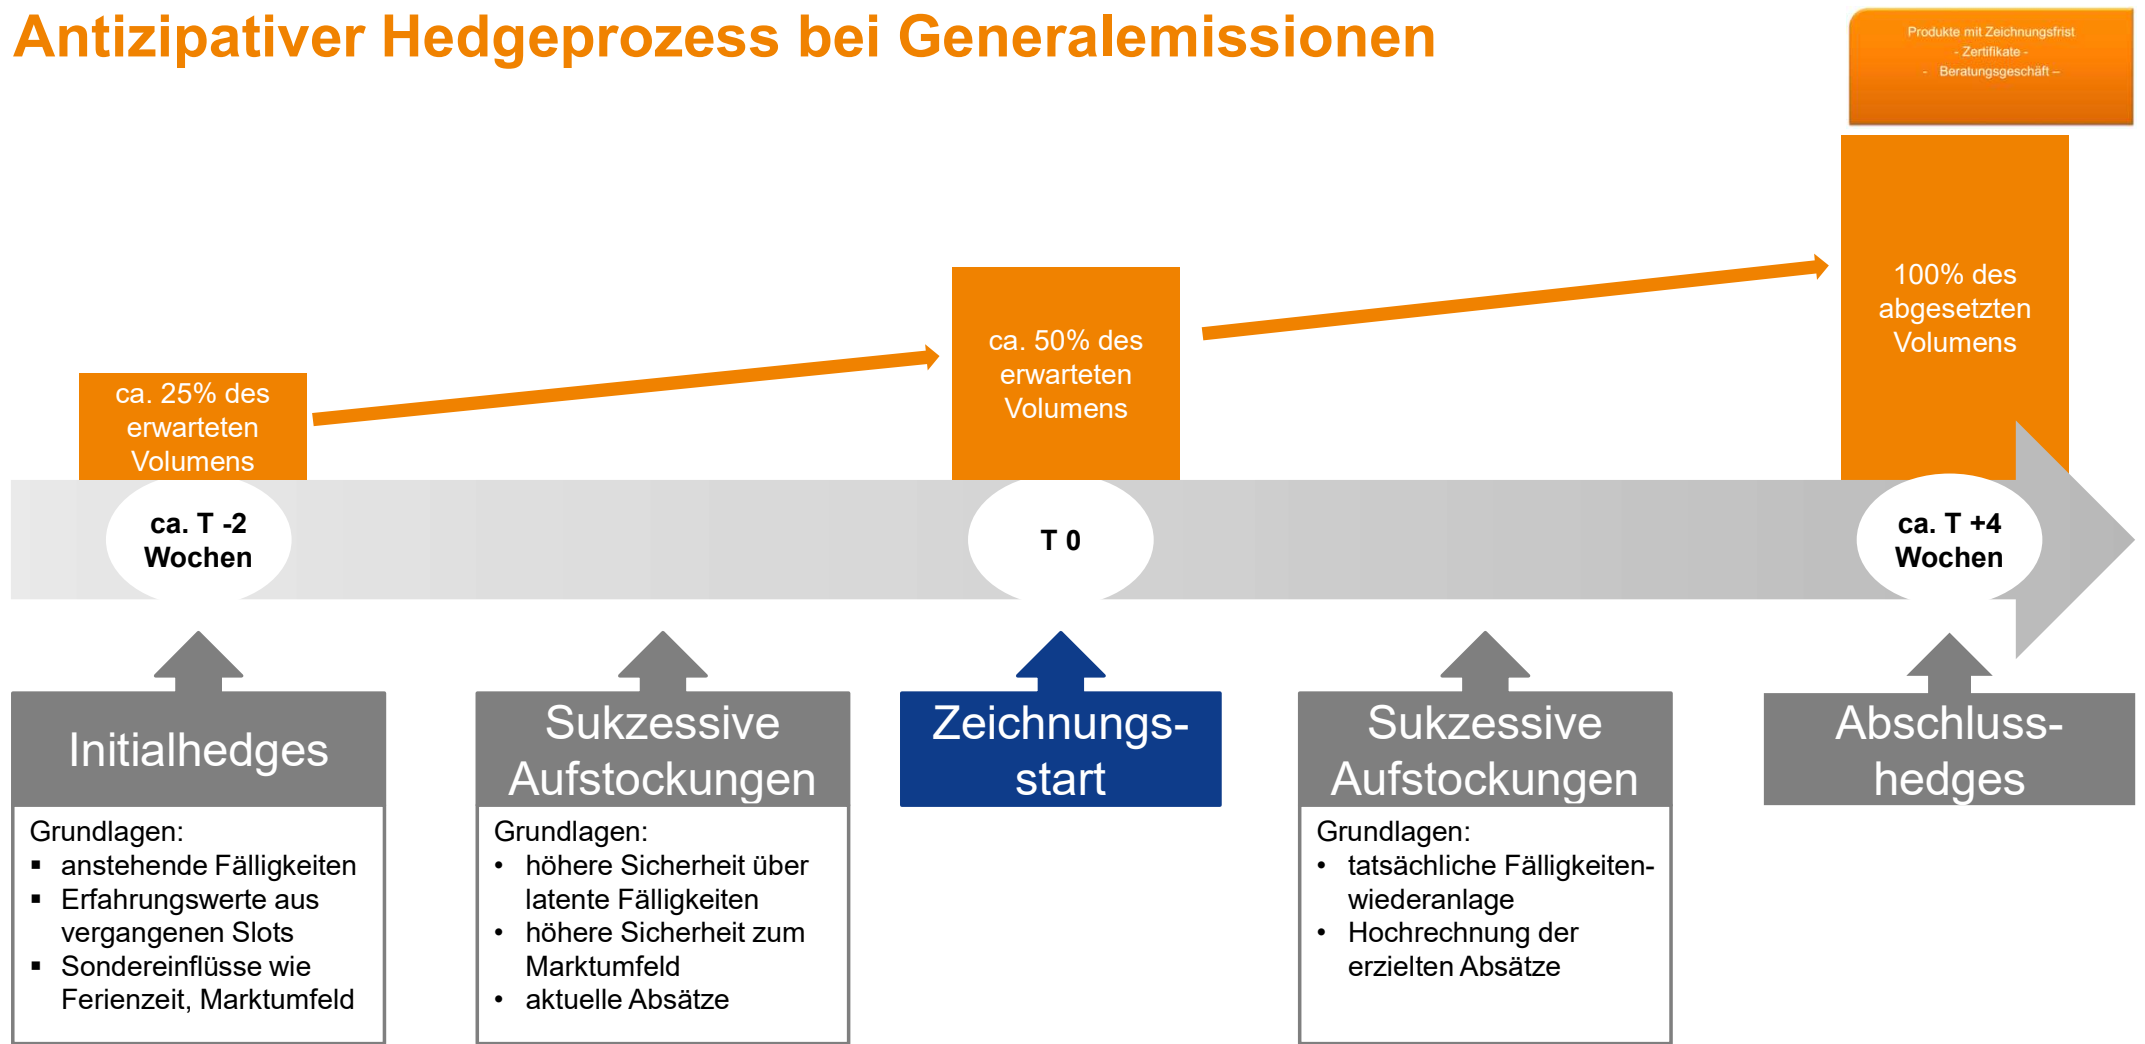 Antizipativer Hedgeprozess bei Generalemissionen
Produkte mit Zeichnungsfrist
- Zertifikate -
- Beratungsgeschäft –
ca. 25% des
erwarteten
Volumens
ca. 50% des
erwarteten
Volumens
100% des
abgesetzten
Volumens
ca. T -2
Wochen
T 0
ca. T +4
Wochen
Initialhedges
Grundlagen:
▪ anstehende Fälligkeiten
▪ Erfahrungswerte aus
vergangenen Slots
▪ Sondereinflüsse wie
Ferienzeit, Marktumfeld
Sukzessive
Aufstockungen
Grundlagen:
• höhere Sicherheit über
latente Fälligkeiten
• höhere Sicherheit zum
Marktumfeld
• aktuelle Absätze
Zeichnungs-
start
Sukzessive
Aufstockungen
Grundlagen:
• tatsächliche Fälligkeiten-
wiederanlage
• Hochrechnung der
erzielten Absätze
Abschluss-
hedges